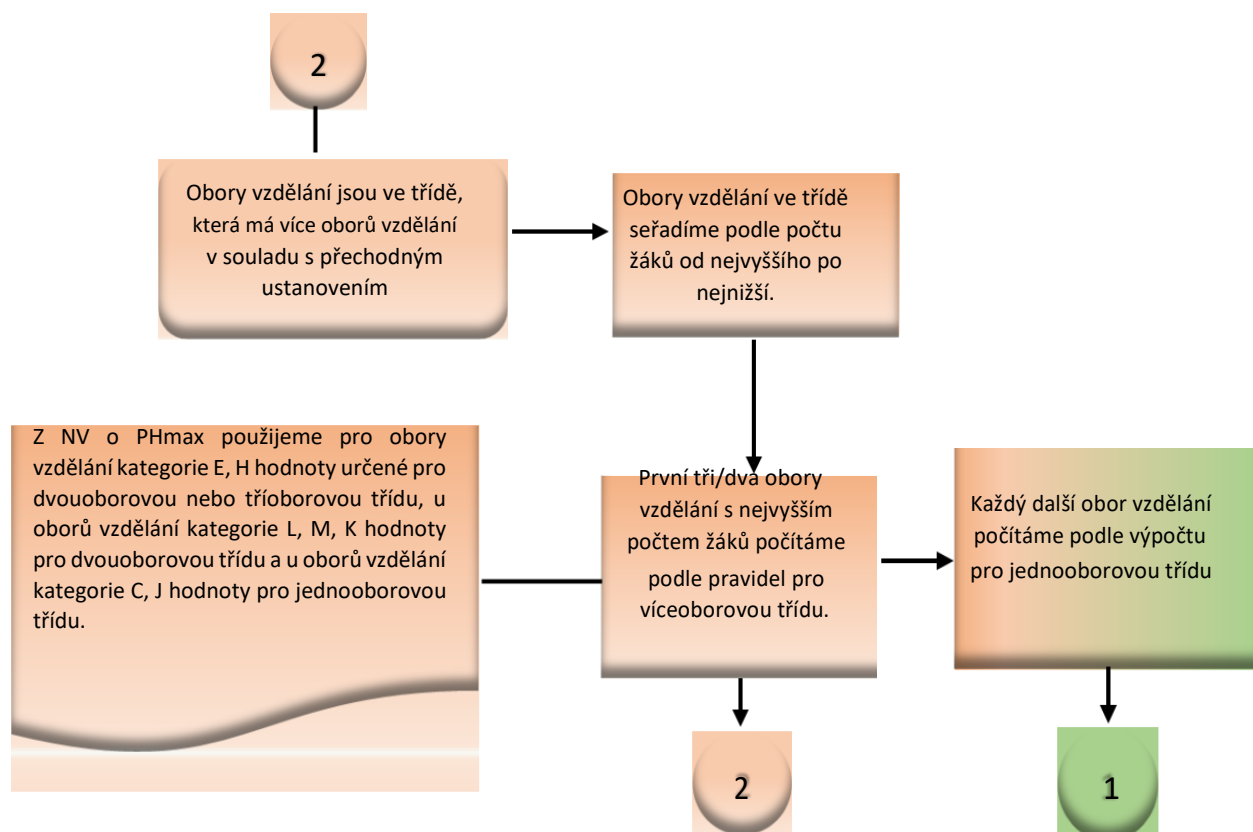 2
Obory vzdělání jsou ve třídě,
která má více oborů vzdělání
v souladu s přechodným
ustanovením
Obory vzdělání ve třídě
seřadíme podle počtu
žáků od nejvyššího po
nejnižší.
Z NV o PHmax použijeme pro obory
vzdělání kategorie E, H hodnoty určené pro
dvouoborovou nebo tříoborovou třídu, u
oborů vzdělání kategorie L, M, K hodnoty
pro dvouoborovou třídu a u oborů vzdělání
kategorie C, J hodnoty pro jednooborovou
třídu.
První tři/dva obory
vzdělání s nejvyšším
počtem žáků počítáme
podle pravidel pro
víceoborovou třídu.
Každý další obor vzdělání
počítáme podle výpočtu
pro jednooborovou třídu
2
1